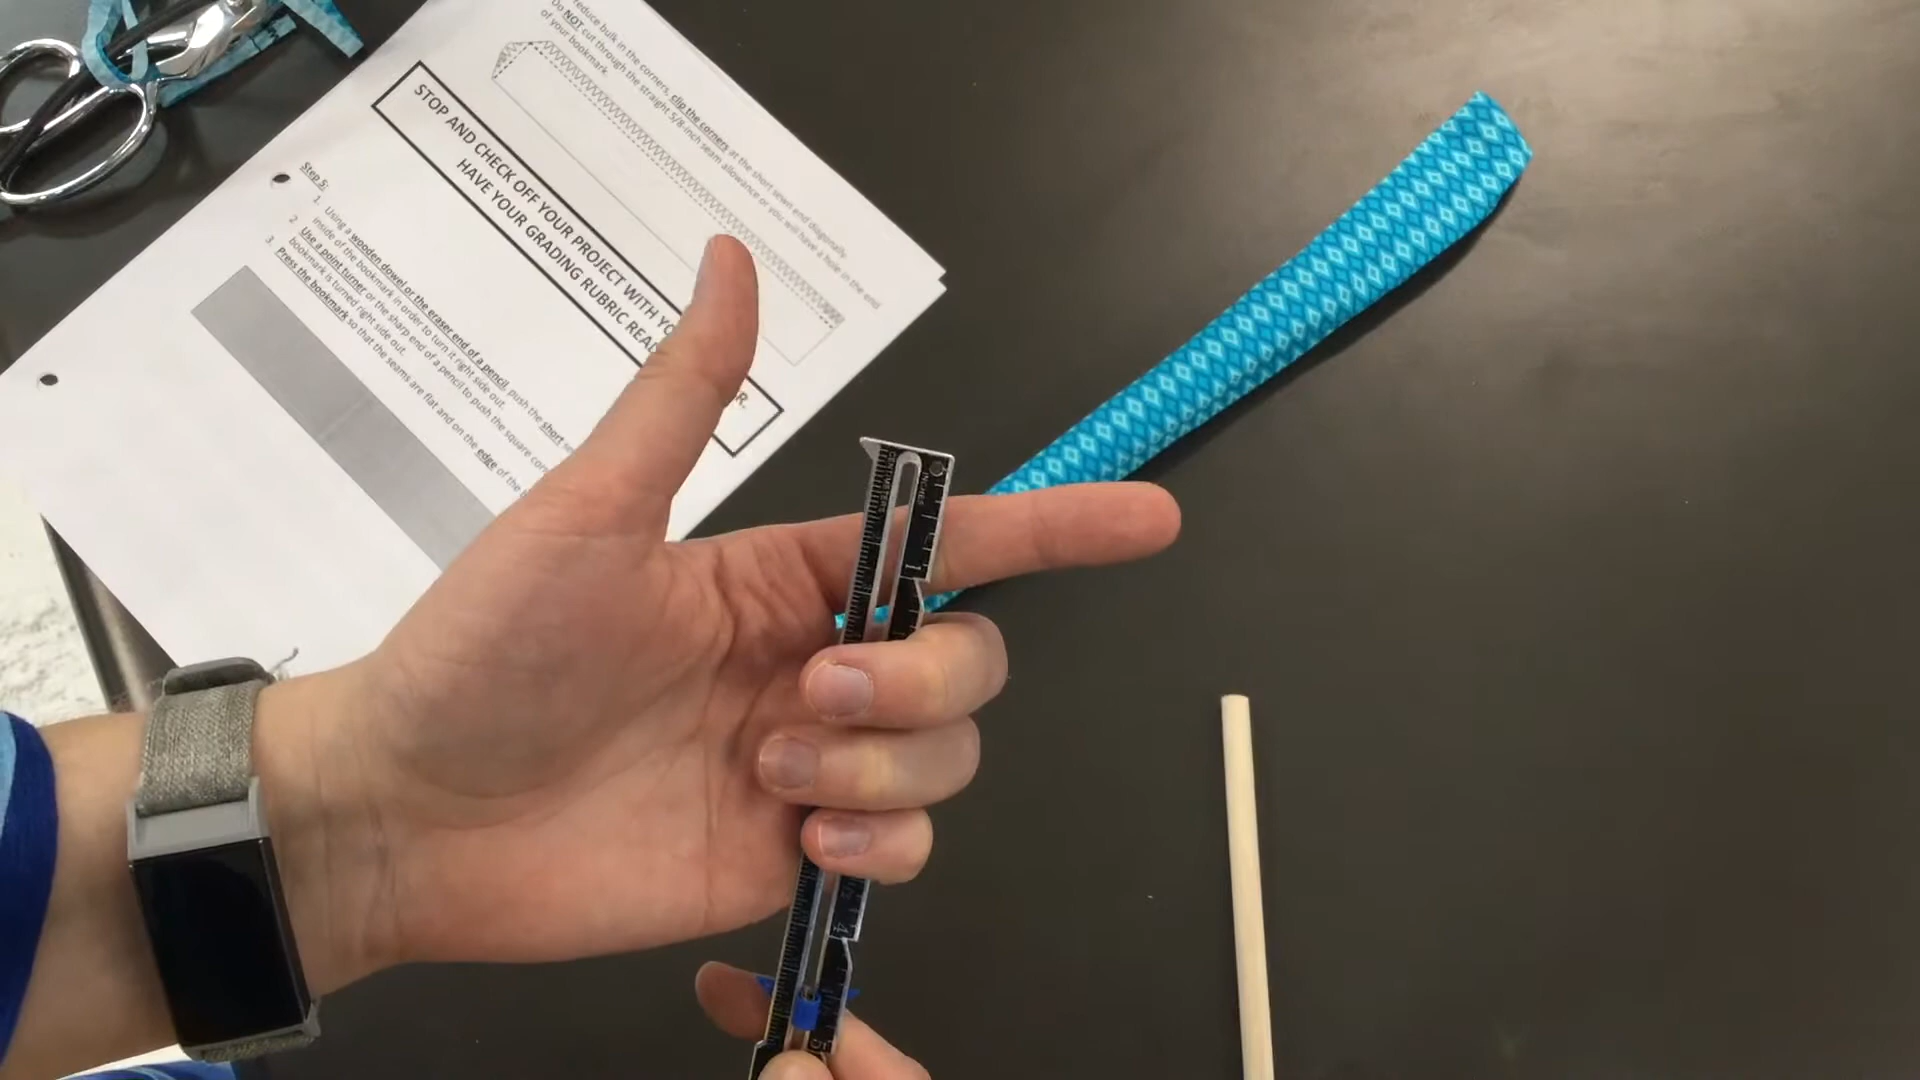 reduce bulk in the corners, clip the corners at the short sewn end diagonally.
Do NOT cut through the straight 5/8-inch seam allowance or you will have a hole in the end
of your bookmark.
STOP AND CHECK OFF YOUR PROJECT WITH
R.
HAVE YOUR GRADING RUBRIC
Step 5:
1. Using a wooden dowel or the eraser end of a pencil, push the short
inside of the bookmark in order to turn it right side out.
2. Use a point turner or the sharp end of a pencil to push the square
bookmark is turned right side out.
3. Press the bookmark so that the seams are flat and on the edge of the
CENTIMETERS
INCHES
1
4
5